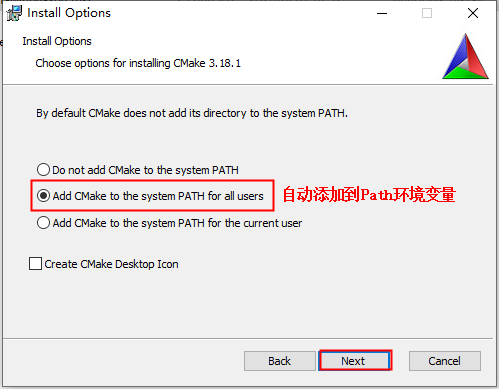 Install Options
Install Options
Choose options for installing CMake 3.18.1
By default CMake does not add its directory to the system PATH.
Do not add CMake to the system PATH
Add CMake to the system PATH for all users 自动添加到Path环境变量
Add CMake to the system PATH for the current user
Create CMake Desktop Icon
Back Next Cancel